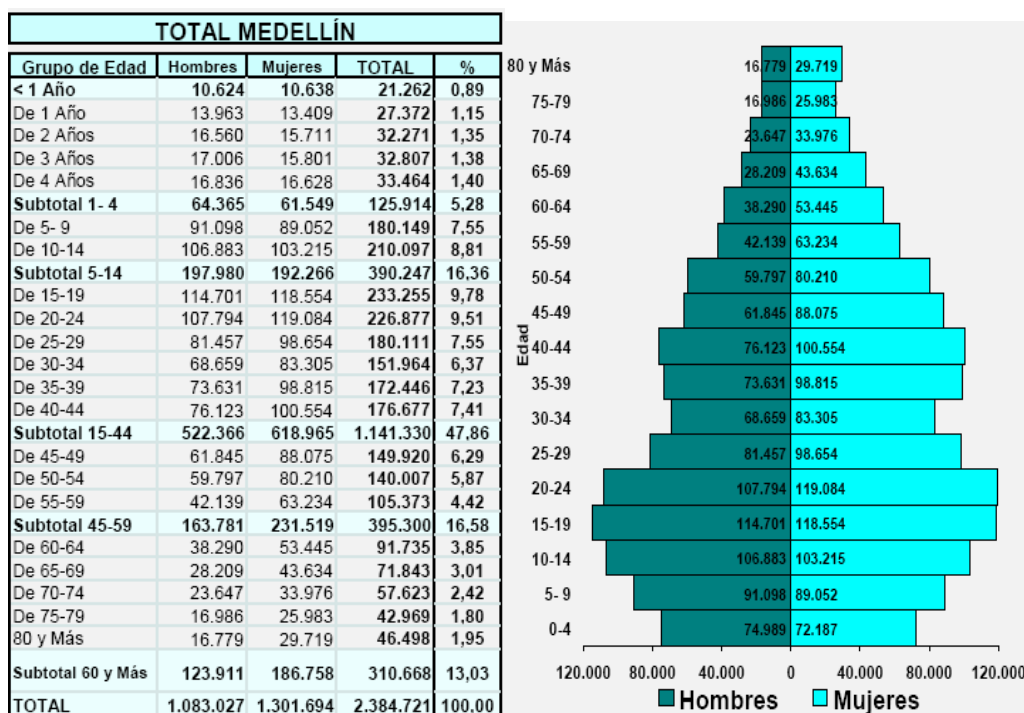 TOTAL MEDELLÍN
Grupo de Edad Hombres Mujeres TOTAL %
< 1 Año 10.624 10.638 21.262 0,89
De 1 Año 13.963 13.409 27.372 1,15
De 2 Años 16.560 15.711 32.271 1,35
De 3 Años 17.006 15.801 32.807 1,38
De 4 Años 16.836 16.628 33.464 1,40
Subtotal 1- 4 64.365 61.549 125.914 5,28
De 5- 9 91.098 89.052 180.149 7,55
De 10-14 106.883 103.215 210.097 8,81
Subtotal 5-14 197.980 192.266 390.247 16,36
De 15-19 114.701 118.554 233.255 9,78
De 20-24 107.794 119.084 226.877 9,51
De 25-29 81.457 98.654 180.111 7,55
De 30-34 68.659 83.305 151.964 6,37
De 35-39 73.631 98.815 172.446 7,23
De 40-44 76.123 100.554 176.677 7,41
Subtotal 15-44 522.366 618.965 1.141.330 47,86
De 45-49 61.845 88.075 149.920 6,29
De 50-54 59.797 80.210 140.007 5,87
De 55-59 42.139 63.234 105.373 4,42
Subtotal 45-59 163.781 231.519 395.300 16,58
De 60-64 38.290 53.445 91.735 3,85
De 65-69 28.209 43.634 71.843 3,01
De 70-74 23.647 33.976 57.623 2,42
De 75-79 16.986 25.983 42.969 1,80
80 y Más 16.779 29.719 46.498 1,95
Subtotal 60 y Más 123.911 186.758 310.668 13,03
TOTAL 1.083.027 1.301.694 2.384.721 100,00
80 y Más 16.779 29.719
75-79 16.986 25.983
70-74 23.647 33.976
65-69 28.209 43.634
60-64 38.290 53.445
55-59 42.139 63.234
50-54 59.797 80.210
45-49 61.845 88.075
Edad
40-44 76.123 100.554
35-39 73.631 98.815
30-34 68.659 83.305
25-29 81.457 98.654
20-24 107.794 119.084
15-19 114.701 118.554
10-14 106.883 103.215
5- 9 91.098 89.052
0-4 74.989 72.187
120.000 80.000 40.000 0 40.000 80.000 120.000
Hombres Mujeres